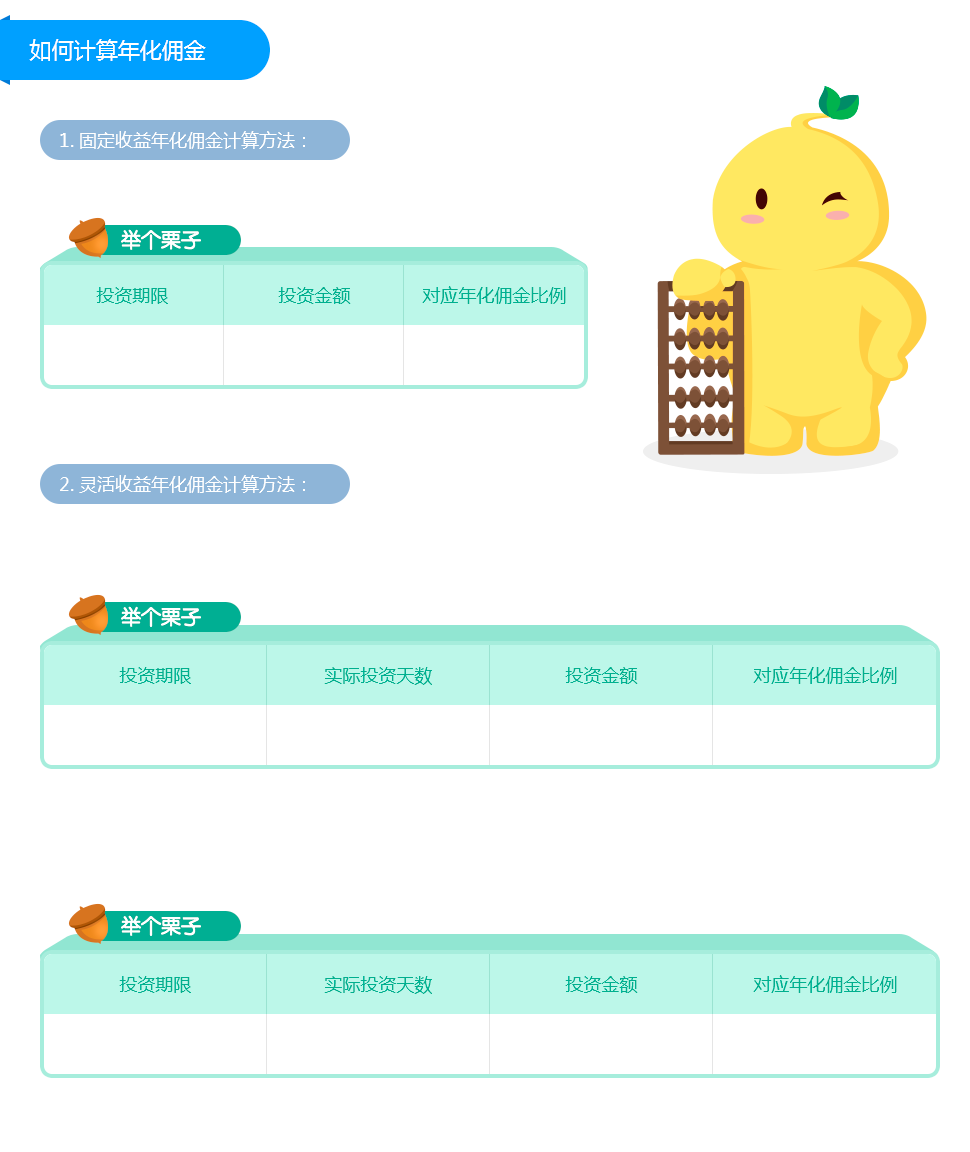 如何计算年化佣金
1. 固定收益年化佣金计算方法：
举个栗子
投资期限 投资金额 对应年化佣金比例
2. 灵活收益年化佣金计算方法：
举个栗子
投资期限 实际投资天数 投资金额 对应年化佣金比例
举个栗子
投资期限 实际投资天数 投资金额 对应年化佣金比例